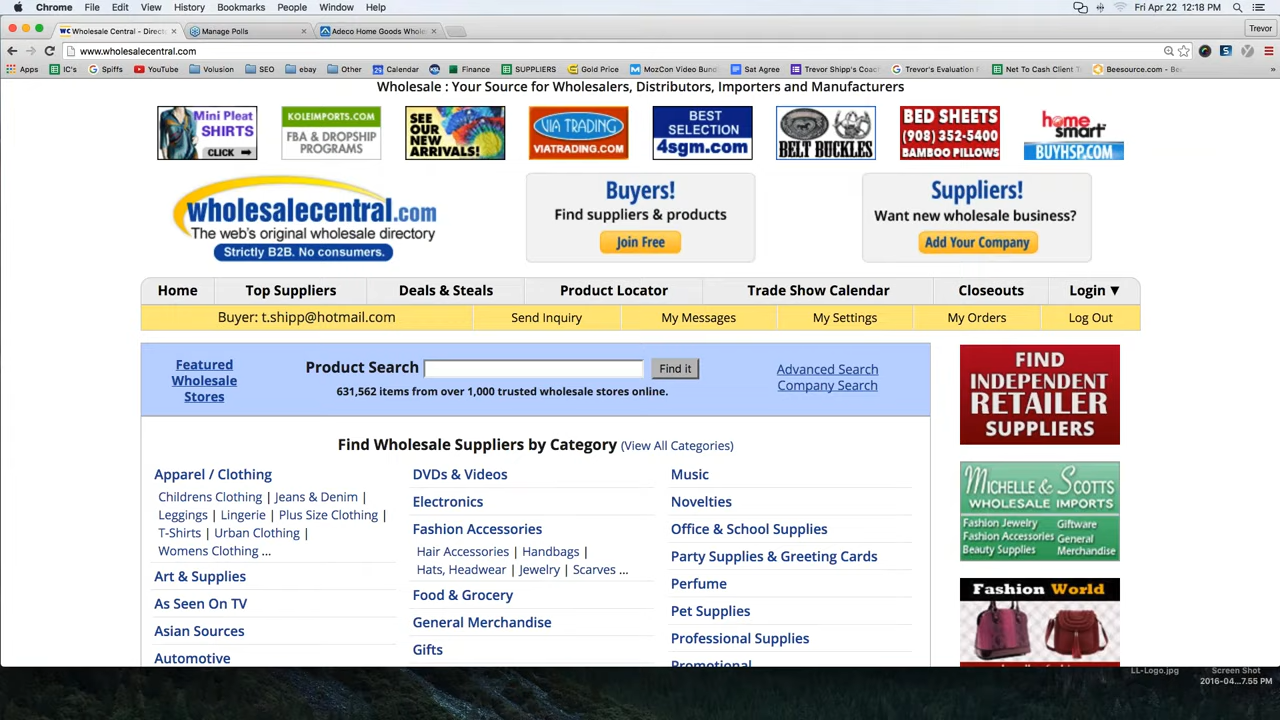 Chrome File Edit View History Bookmarks People Window Help Fri Apr 22 12:18 PM
Wholesale Central - Direct Manage Polls Adeco Home Goods Whole Trevor
www.wholesalecentral.com
Apps IC's Spiffs YouTube Volusion SEO ebay Other Calendar Finance SUPPLIERS Gold Price MozCon Video Bund Sat Agree Trevor Shipp's Coac Trevor's Evaluation Net To Cash Client T Beesource.com - Be
Wholesale : Your Source for Wholesalers, Distributors, Importers and Manufacturers
Mini Pleat SHIRTS CLICK
KOLEIMPORTS.COM FBA & DROPSHIP PROGRAMS
SEE OUR NEW ARRIVALS!
VIA TRADING VIATRADING.COM
BEST SELECTION 4sgm.com
BELT BUCKLES
BED SHEETS (908) 352-5400 BAMBOO PILLOWS
home smart BUYHSP.COM
wholesalecentral.com
The web's original wholesale directory
Strictly B2B. No consumers.
Buyers!
Find suppliers & products
Join Free
Suppliers!
Want new wholesale business?
Add Your Company
Home Top Suppliers Deals & Steals Product Locator Trade Show Calendar Closeouts Login ▼
Buyer: t.shipp@hotmail.com Send Inquiry My Messages My Settings My Orders Log Out
Featured
Wholesale
Stores
Product Search Find it
631,562 items from over 1,000 trusted wholesale stores online.
Advanced Search
Company Search
Find Wholesale Suppliers by Category (View All Categories)
Apparel / Clothing
Childrens Clothing | Jeans & Denim |
Leggings | Lingerie | Plus Size Clothing |
T-Shirts | Urban Clothing |
Womens Clothing ...
Art & Supplies
As Seen On TV
Asian Sources
Automotive
DVDs & Videos
Electronics
Fashion Accessories
Hair Accessories | Handbags |
Hats, Headwear | Jewelry | Scarves ...
Food & Grocery
General Merchandise
Gifts
Music
Novelties
Office & School Supplies
Party Supplies & Greeting Cards
Perfume
Pet Supplies
Professional Supplies
Promotional
FIND
INDEPENDENT
RETAILER
SUPPLIERS
MICHELLE & SCOTTS
WHOLESALE IMPORTS
Fashion Jewelry Giftware
Fashion Accessories General
Beauty Supplies Merchandise
Fashion World
LL-Logo.jpg Screen Shot
2016-04...7.55 PM